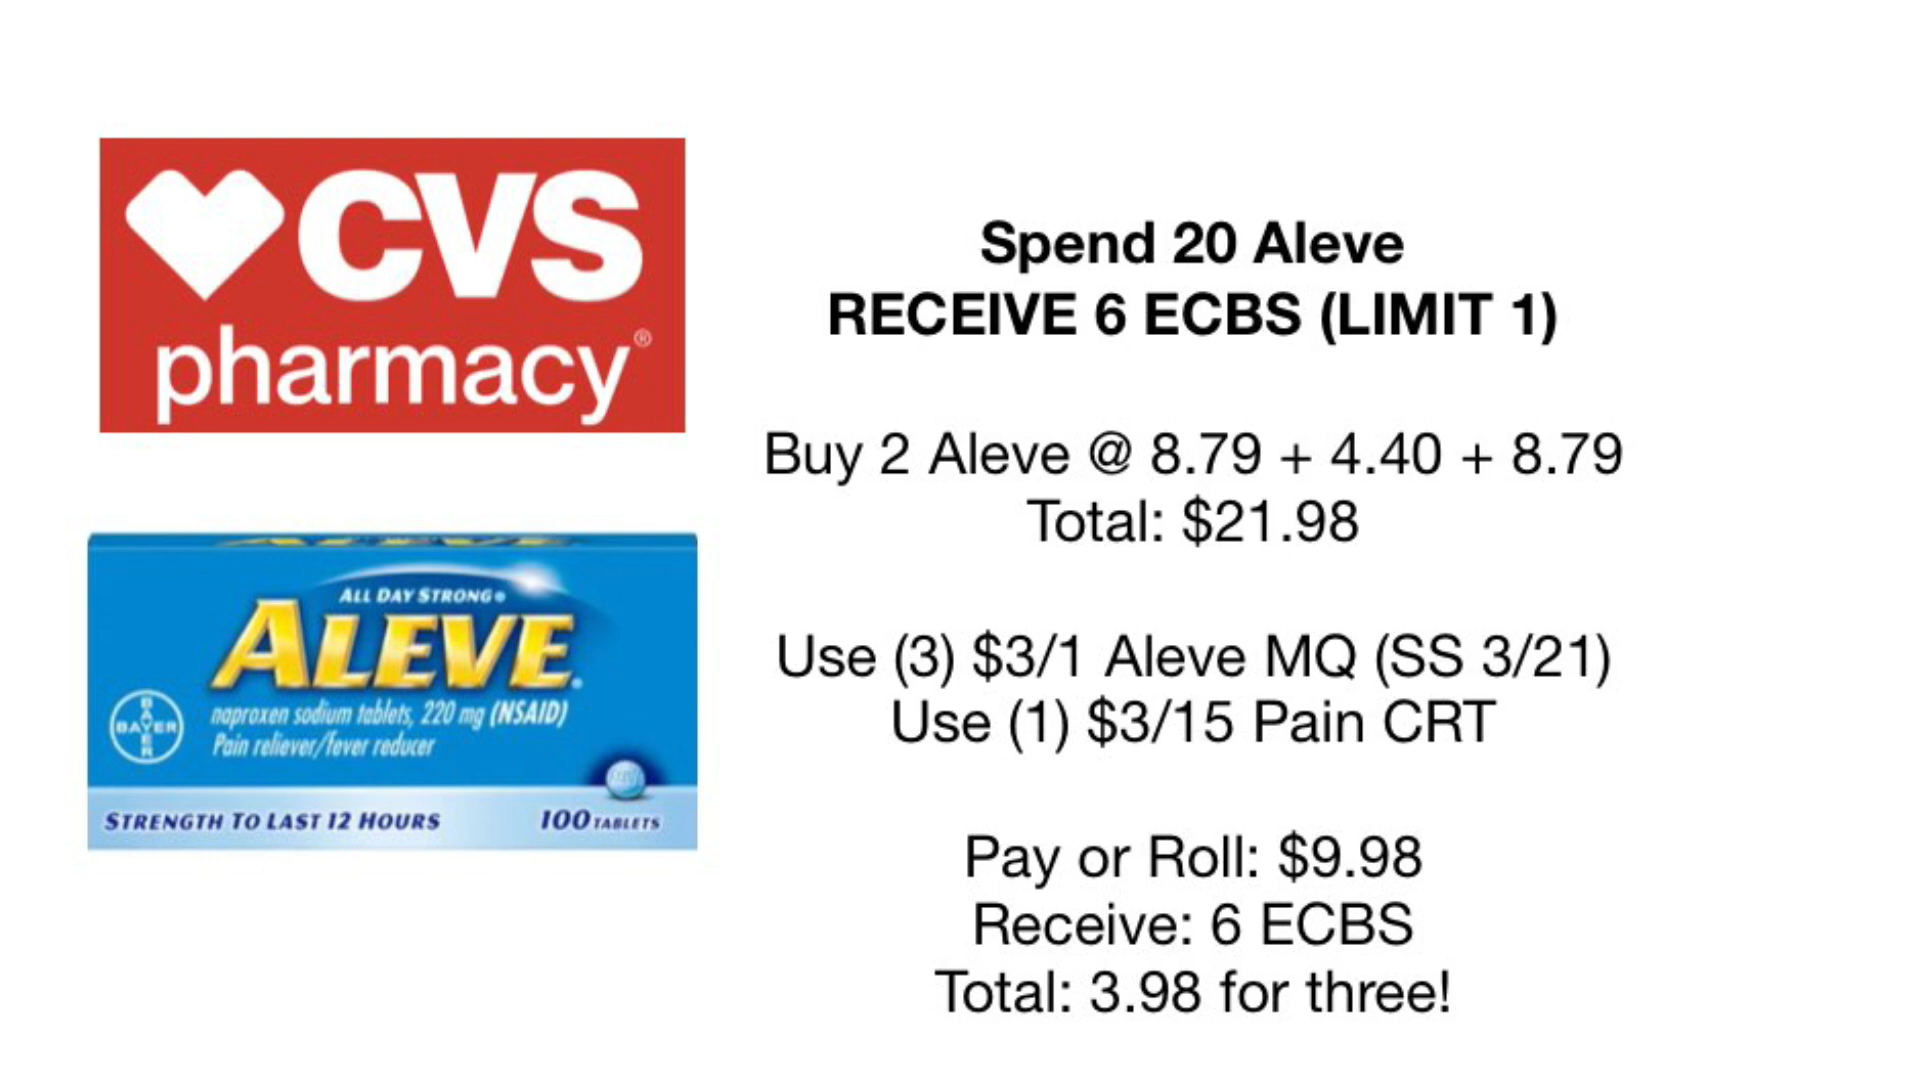 CVS
pharmacy®
Spend 20 Aleve
RECEIVE 6 ECBS (LIMIT 1)
Buy 2 Aleve @ 8.79 + 4.40 + 8.79
Total: $21.98
Use (3) $3/1 Aleve MQ (SS 3/21)
Use (1) $3/15 Pain CRT
Pay or Roll: $9.98
Receive: 6 ECBS
Total: 3.98 for three!
ALL DAY STRONG®
ALEVE®
BAYER
naproxen sodium tablets, 220 mg (NSAID)
Pain reliever/fever reducer
STRENGTH TO LAST 12 HOURS
100 TABLETS